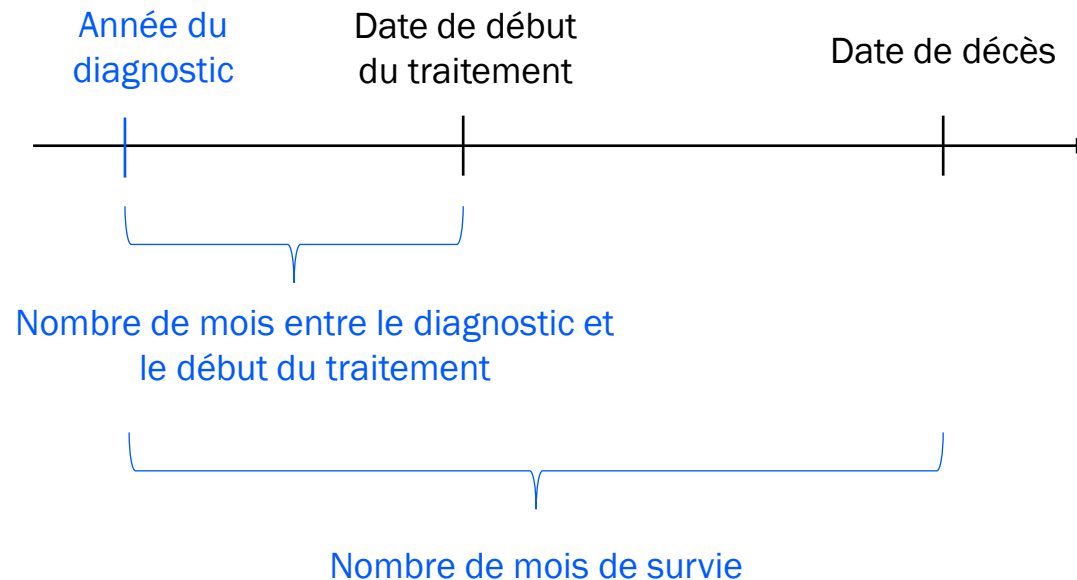 Année du
diagnostic
Date de début
du traitement
Date de décès
Nombre de mois entre le diagnostic et
le début du traitement
Nombre de mois de survie